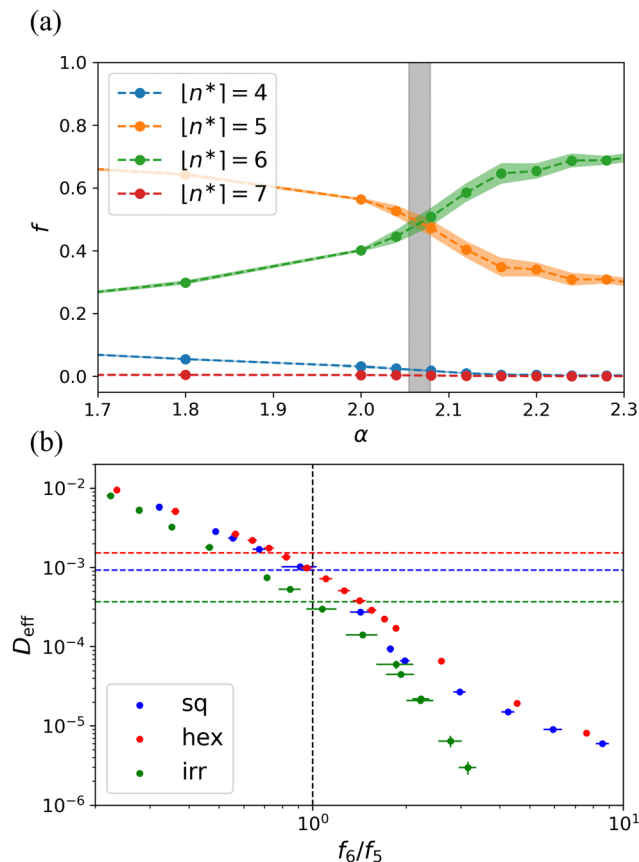 (a)
1.0
0.8
0.6
0.4
0.2
0.0
f
⌊n*⌉ = 4
⌊n*⌉ = 5
⌊n*⌉ = 6
⌊n*⌉ = 7
1.7 1.8 1.9 2.0 2.1 2.2 2.3
α
(b)
10⁻²
10⁻³
10⁻⁴
10⁻⁵
10⁻⁶
D_eff
sq
hex
irr
10⁰ 10¹
f₆/f₅